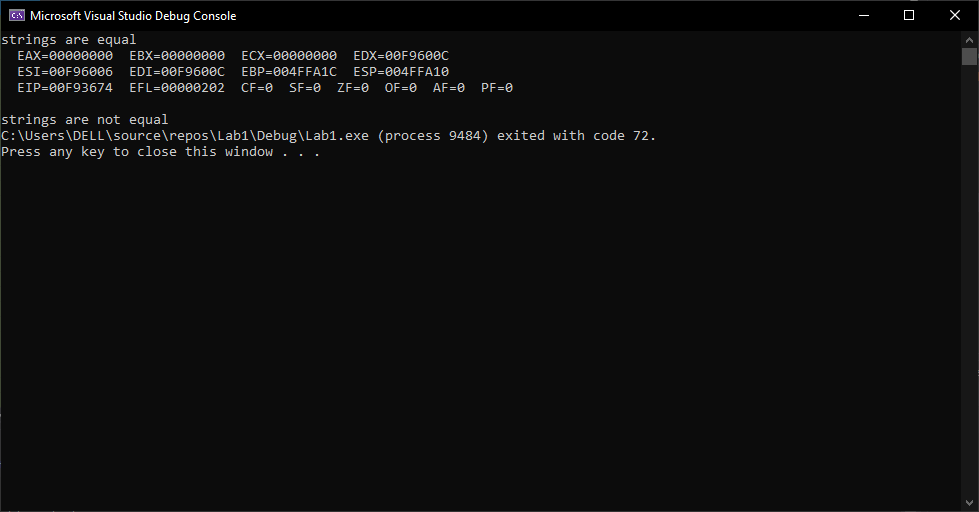 Microsoft Visual Studio Debug Console
strings are equal
  EAX=00000000  EBX=00000000  ECX=00000000  EDX=00F9600C
  ESI=00F96006  EDI=00F9600C  EBP=004FFA1C  ESP=004FFA10
  EIP=00F93674  EFL=00000202  CF=0  SF=0  ZF=0  OF=0  AF=0  PF=0
strings are not equal
C:\Users\DELL\source\repos\Lab1\Debug\Lab1.exe (process 9484) exited with code 72.
Press any key to close this window . . .